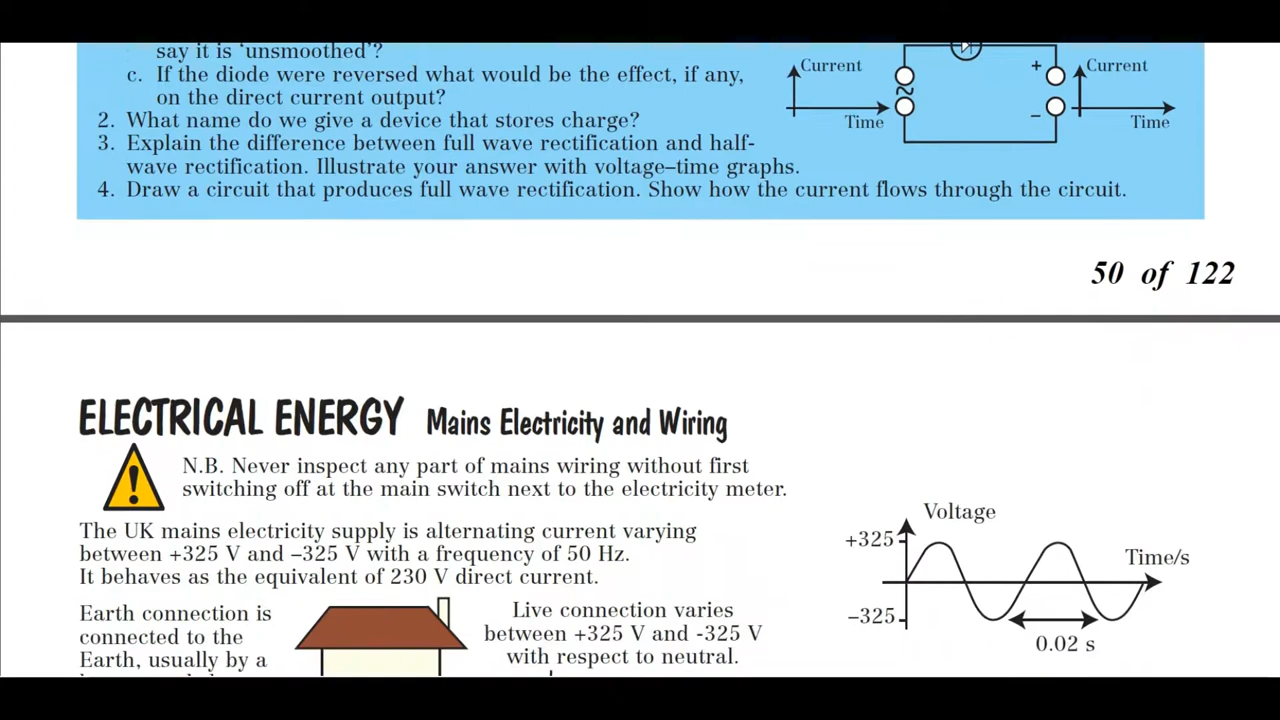 say it is ‘unsmoothed’?
c. If the diode were reversed what would be the effect, if any,
on the direct current output?
2. What name do we give a device that stores charge?
3. Explain the difference between full wave rectification and half-
wave rectification. Illustrate your answer with voltage–time graphs.
4. Draw a circuit that produces full wave rectification. Show how the current flows through the circuit.
Current
Time
+
–
Current
Time
50 of 122
ELECTRICAL ENERGY Mains Electricity and Wiring
N.B. Never inspect any part of mains wiring without first
switching off at the main switch next to the electricity meter.
The UK mains electricity supply is alternating current varying
between +325 V and –325 V with a frequency of 50 Hz.
It behaves as the equivalent of 230 V direct current.
Voltage
+325
Time/s
–325
0.02 s
Earth connection is
connected to the
Earth, usually by a
Live connection varies
between +325 V and -325 V
with respect to neutral.